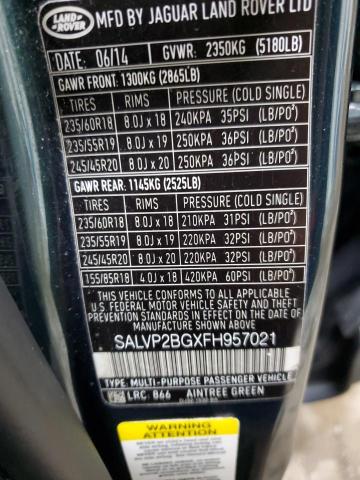 LAND ROVER
MFD BY JAGUAR LAND ROVER LTD
DATE: 06/14 GVWR: 2350KG (5180LB)
GAWR FRONT: 1300KG (2865LB)
TIRES RIMS PRESSURE (COLD SINGLE)
235/60R18 8.0J x 18 240KPA 35PSI (LB/PO²)
235/55R19 8.0J x 19 250KPA 36PSI (LB/PO²)
245/45R20 8.0J x 20 250KPA 36PSI (LB/PO²)
GAWR REAR: 1145KG (2525LB)
TIRES RIMS PRESSURE (COLD SINGLE)
235/60R18 8.0J x 18 210KPA 31PSI (LB/PO²)
235/55R19 8.0J x 19 220KPA 32PSI (LB/PO²)
245/45R20 8.0J x 20 220KPA 32PSI (LB/PO²)
155/85R18 4.0J x 18 420KPA 60PSI (LB/PO²)
THIS VEHICLE CONFORMS TO ALL APPLICABLE
U.S. FEDERAL MOTOR VEHICLE SAFETY AND
THEFT PREVENTION STANDARDS IN EFFECT ON
THE DATE OF MANUFACTURE SHOWN ABOVE.
SALVP2BGXFH957021
TYPE: MULTI-PURPOSE PASSENGER VEHICLE
LRC: 866 AINTREE GREEN
WARNING